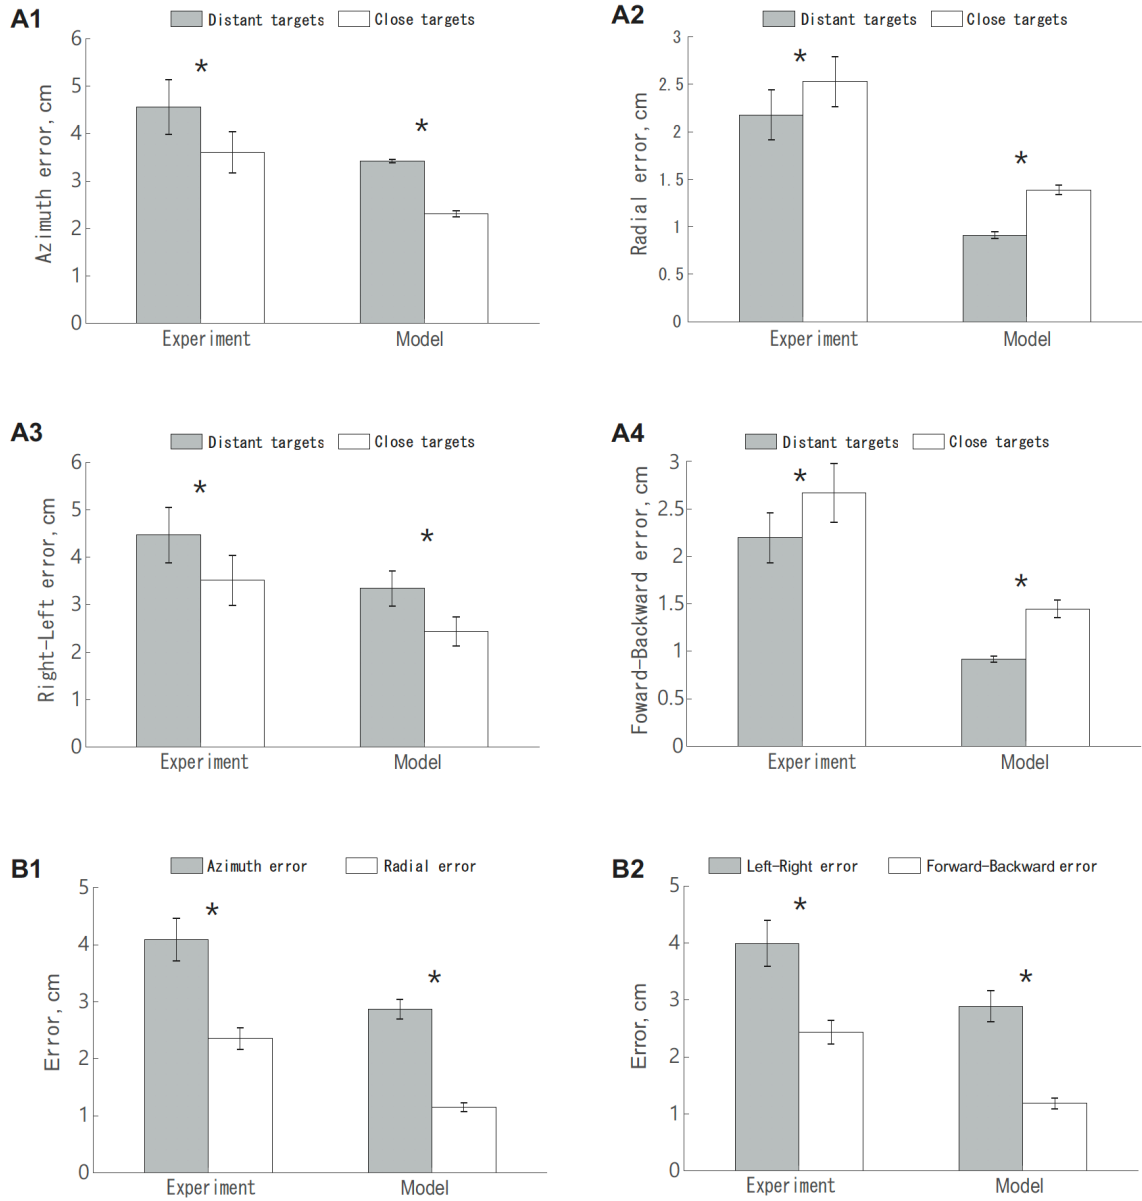 A1
Distant targets Close targets
Azimuth error, cm
6
5
4
3
2
1
0
Experiment Model
A2
Distant targets Close targets
Radial error, cm
3
2.5
2
1.5
1
0.5
0
Experiment Model
A3
Distant targets Close targets
Right-Left error, cm
6
5
4
3
2
1
0
Experiment Model
A4
Distant targets Close targets
Foward-Backward error, cm
3
2.5
2
1.5
1
0.5
0
Experiment Model
B1
Azimuth error Radial error
Error, cm
5
4
3
2
1
0
Experiment Model
B2
Left-Right error Forward-Backward error
Error, cm
5
4
3
2
1
0
Experiment Model